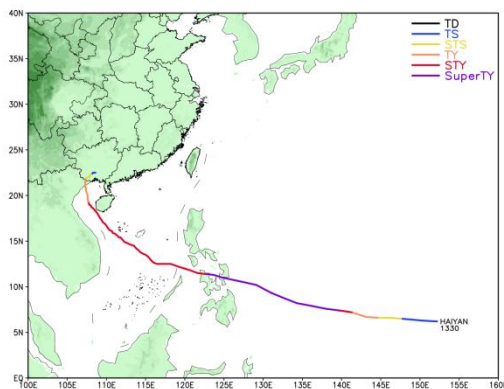 40N
35N
30N
25N
20N
15N
10N
5N
EQ
TD
TS
STS
TY
STY
SuperTY
HAIYAN
1330
100E 105E 110E 115E 120E 125E 130E 135E 140E 145E 150E 155E